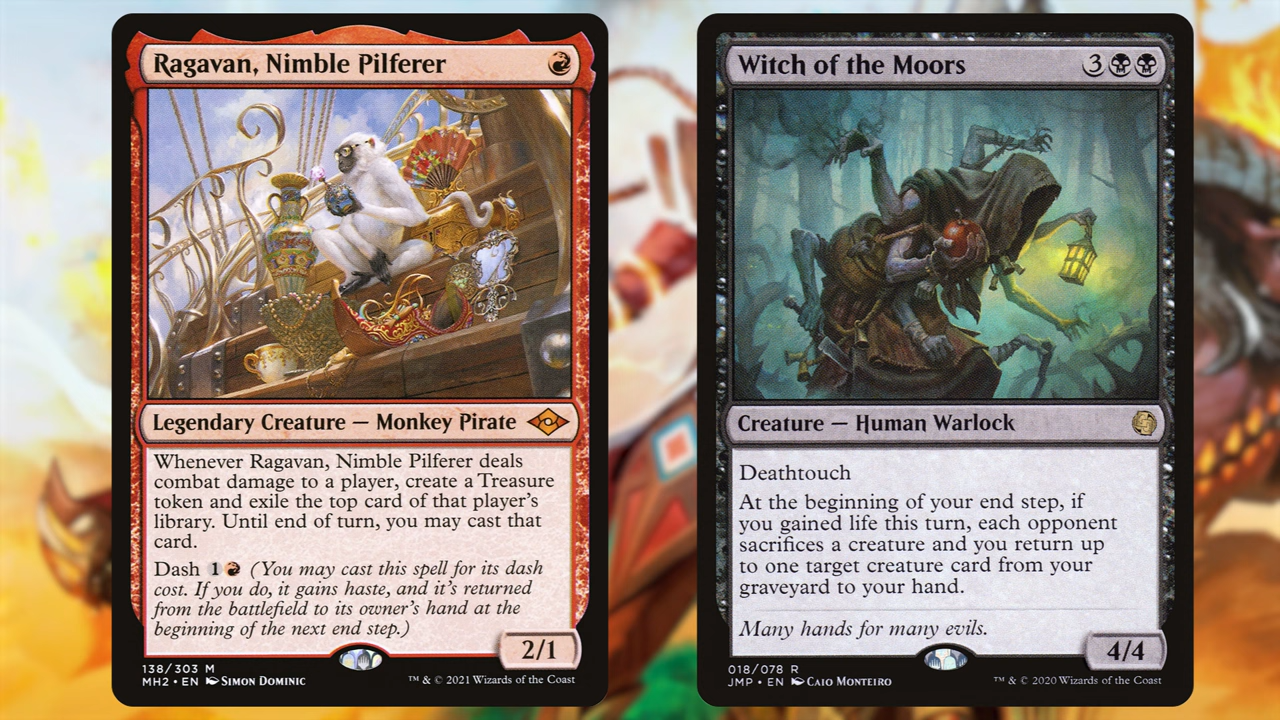 Ragavan, Nimble Pilferer
Legendary Creature — Monkey Pirate
Whenever Ragavan, Nimble Pilferer deals
combat damage to a player, create a Treasure
token and exile the top card of that player's
library. Until end of turn, you may cast that
card.
Dash 1 (You may cast this spell for its dash
cost. If you do, it gains haste, and it's returned
from the battlefield to its owner's hand at the
beginning of the next end step.)
2/1
138/303 M
MH2 • EN Simon Dominic
™ & © 2021 Wizards of the Coast
Witch of the Moors 3
Creature — Human Warlock
Deathtouch
At the beginning of your end step, if
you gained life this turn, each opponent
sacrifices a creature and you return up
to one target creature card from your
graveyard to your hand.
Many hands for many evils.
4/4
018/078 R
JMP • EN Caio Monteiro
™ & © 2020 Wizards of the Coast